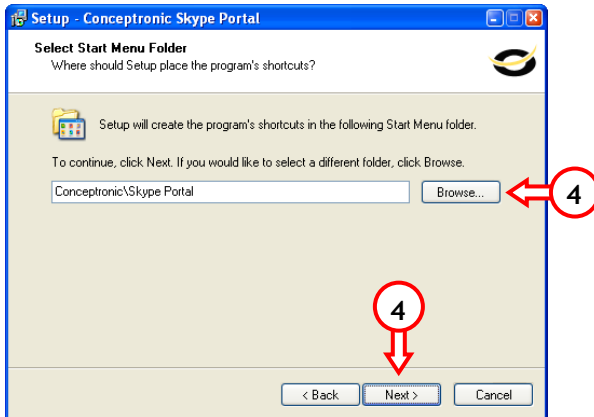 Setup - Conceptronic Skype Portal
Select Start Menu Folder
Where should Setup place the program's shortcuts?
Setup will create the program's shortcuts in the following Start Menu folder.
To continue, click Next. If you would like to select a different folder, click Browse.
Conceptronic\Skype Portal
Browse...
4
4
< Back
Next >
Cancel